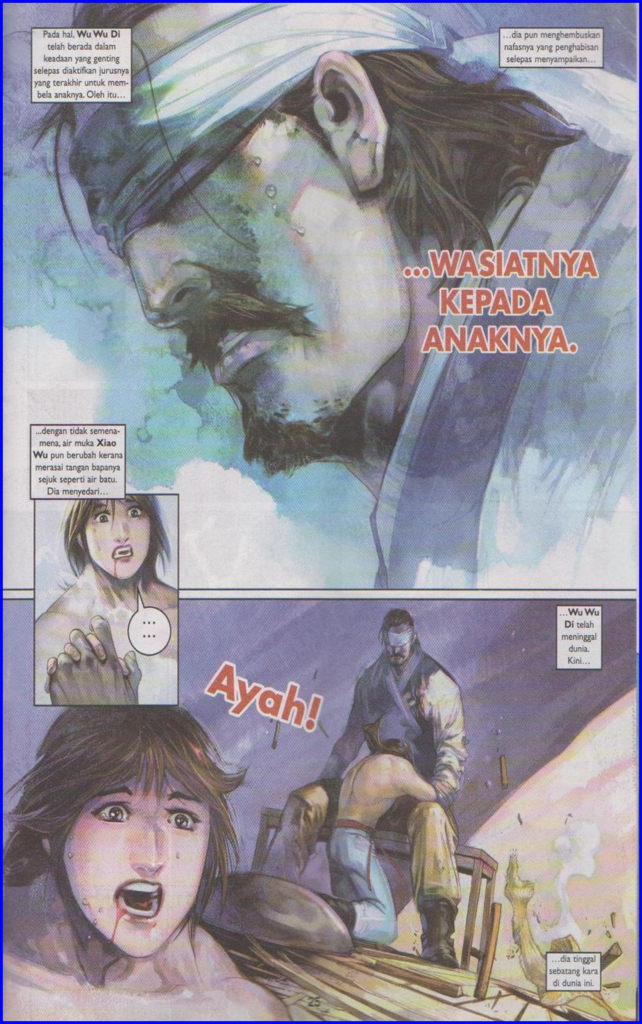 Pada hal, Wu Wu Di
telah berada dalam
keadaan yang genting
selepas diaktifkan jurusnya
yang terakhir untuk mem-
bela anaknya. Oleh itu...
...dia pun menghembuskan
nafasnya yang penghabisan
selepas menyampaikan...
...WASIATNYA
KEPADA
ANAKNYA.
...dengan tidak semena-
mena, air muka Xiao
Wu pun berubah kerana
merasai tangan bapanya
sejuk seperti air batu.
Dia menyedari...
...
...
...Wu Wu
Di telah
meninggal
dunia.
Kini...
Ayah!
...dia tinggal
sebatang kara
di dunia ini.
25